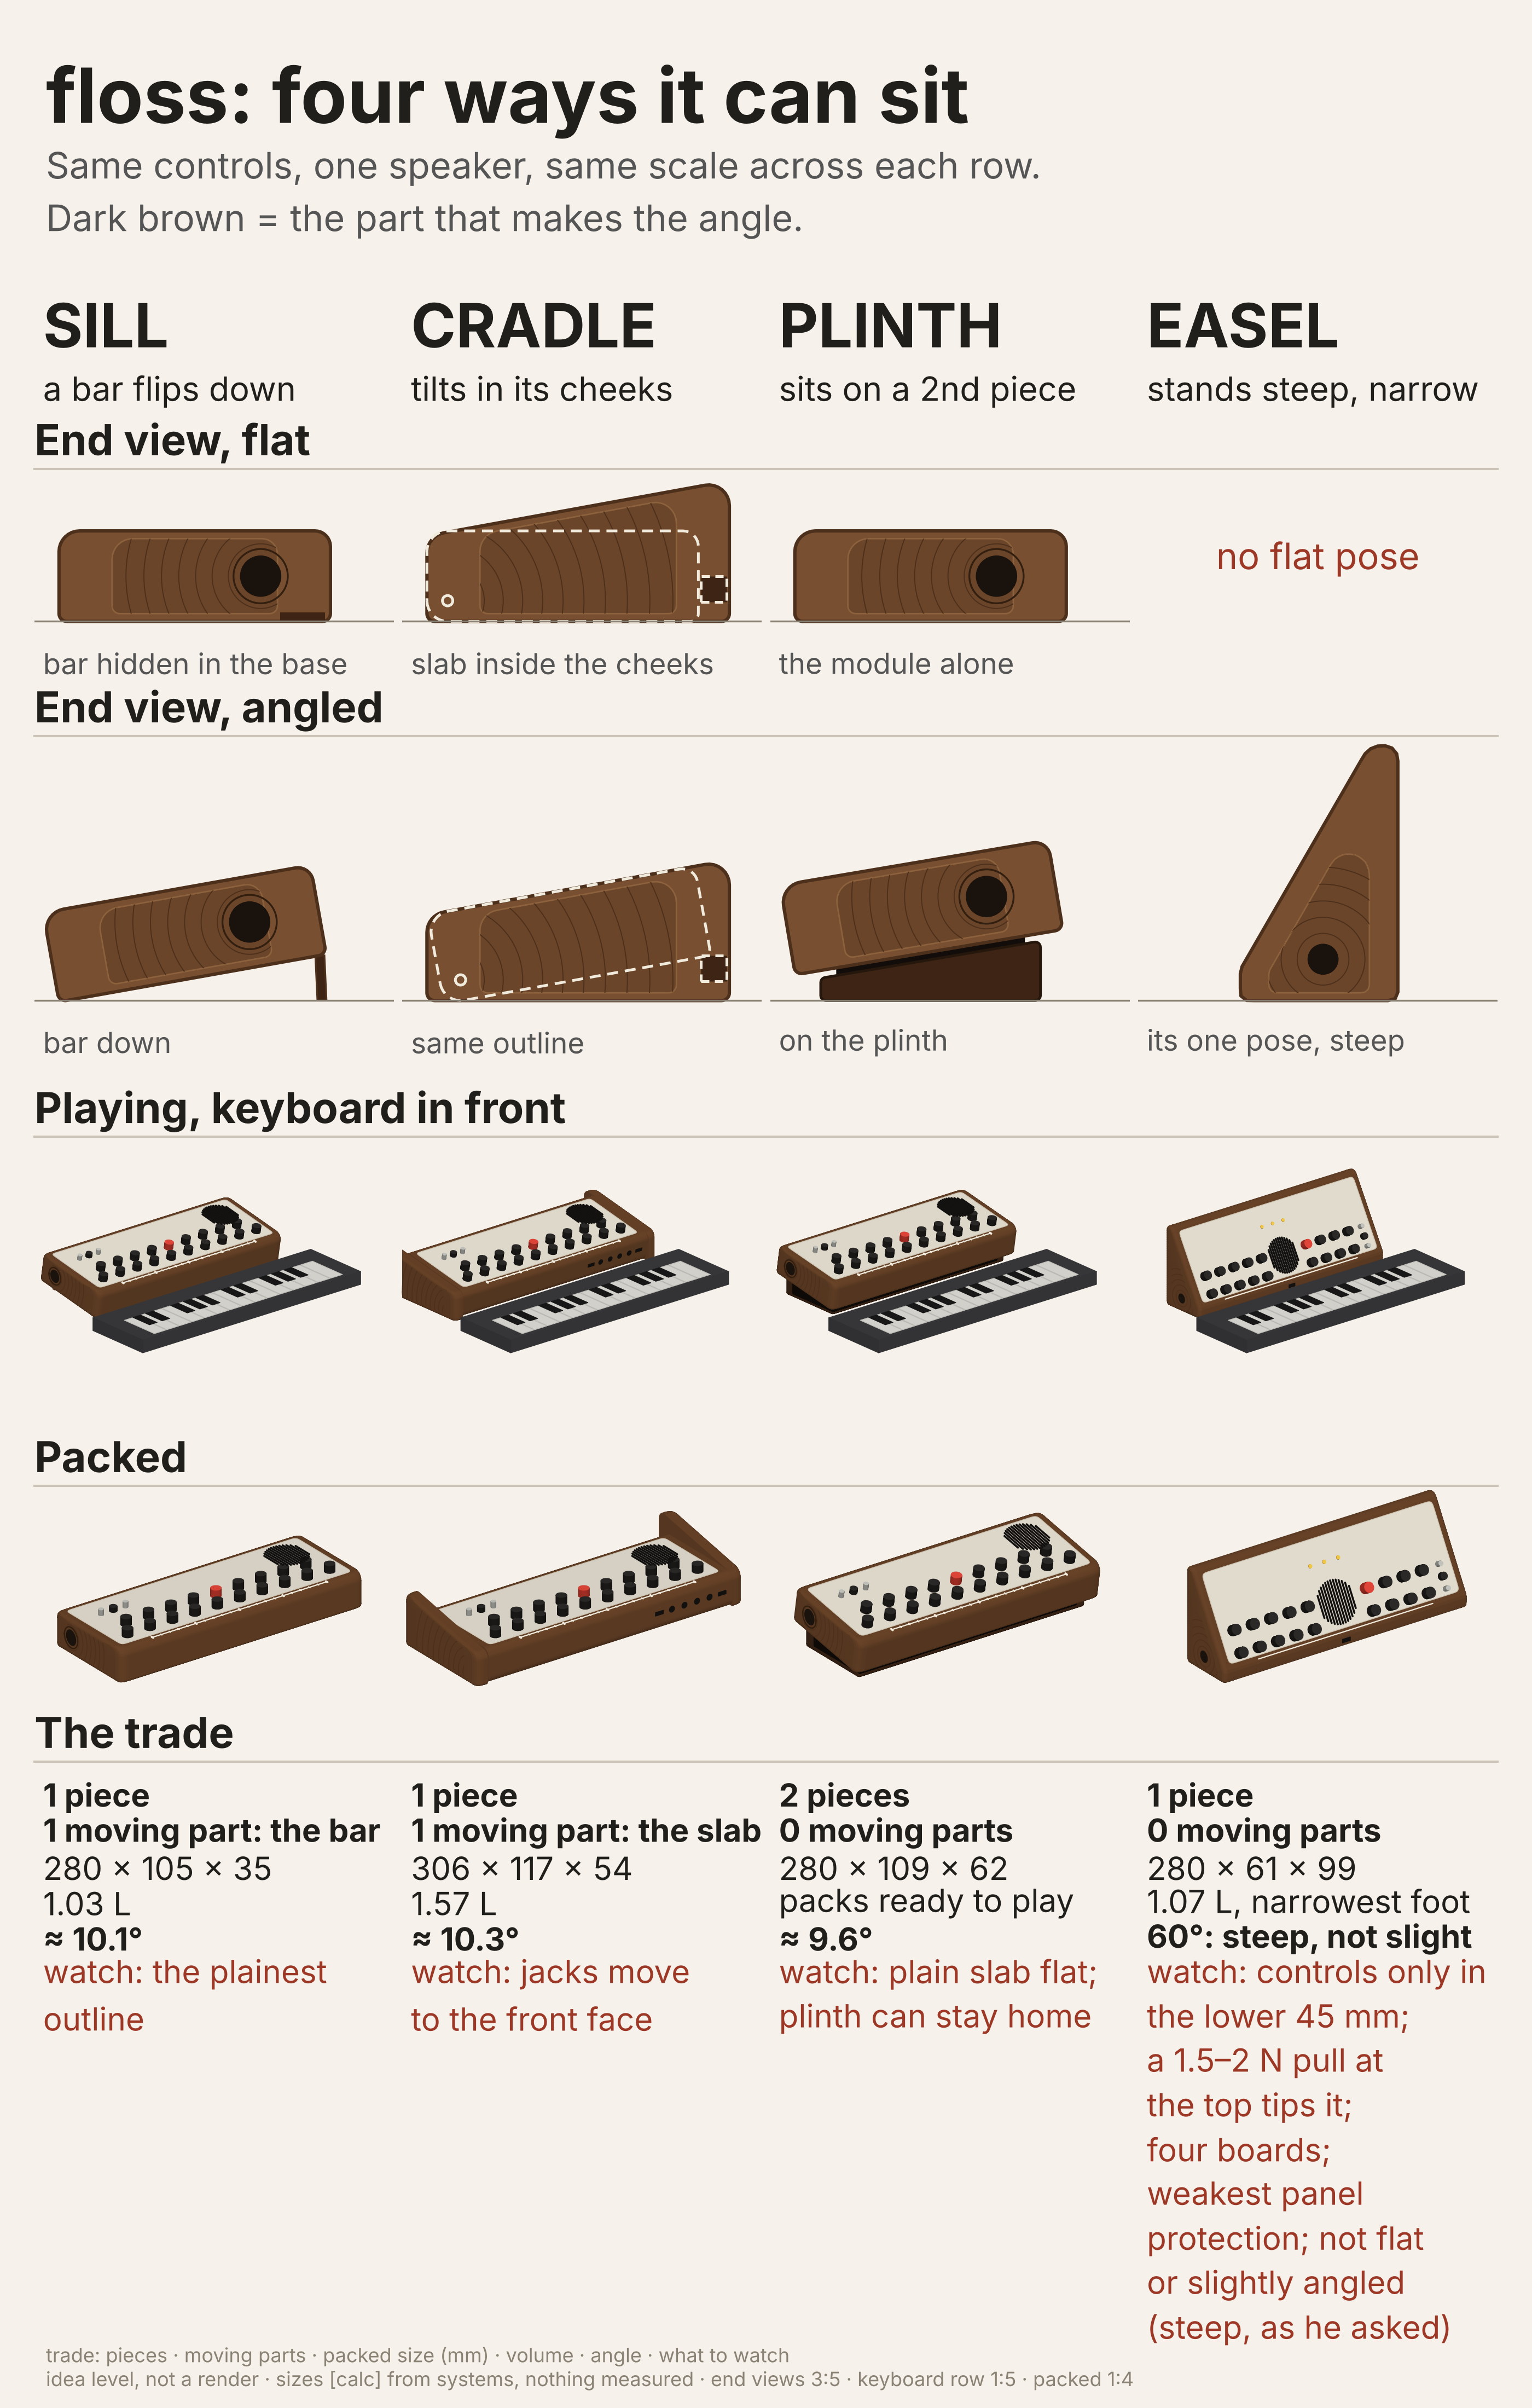 floss: four ways it can sit
Same controls, one speaker, same scale across each row.
Dark brown = the part that makes the angle.
SILL
a bar flips down
CRADLE
tilts in its cheeks
PLINTH
sits on a 2nd piece
EASEL
stands steep, narrow
End view, flat
no flat pose
bar hidden in the base
slab inside the cheeks
the module alone
End view, angled
bar down
same outline
on the plinth
its one pose, steep
Playing, keyboard in front
Packed
The trade
1 piece
1 moving part: the bar
280 × 105 × 35
1.03 L
≈ 10.1°
watch: the plainest
outline
1 piece
1 moving part: the slab
306 × 117 × 54
1.57 L
≈ 10.3°
watch: jacks move
to the front face
2 pieces
0 moving parts
280 × 109 × 62
packs ready to play
≈ 9.6°
watch: plain slab flat;
plinth can stay home
1 piece
0 moving parts
280 × 61 × 99
1.07 L, narrowest foot
60°: steep, not slight
watch: controls only in
the lower 45 mm;
a 1.5–2 N pull at
the top tips it;
four boards;
weakest panel
protection; not flat
or slightly angled
(steep, as he asked)
trade: pieces · moving parts · packed size (mm) · volume · angle · what to watch
idea level, not a render · sizes [calc] from systems, nothing measured · end views 3:5 · keyboard row 1:5 · packed 1:4